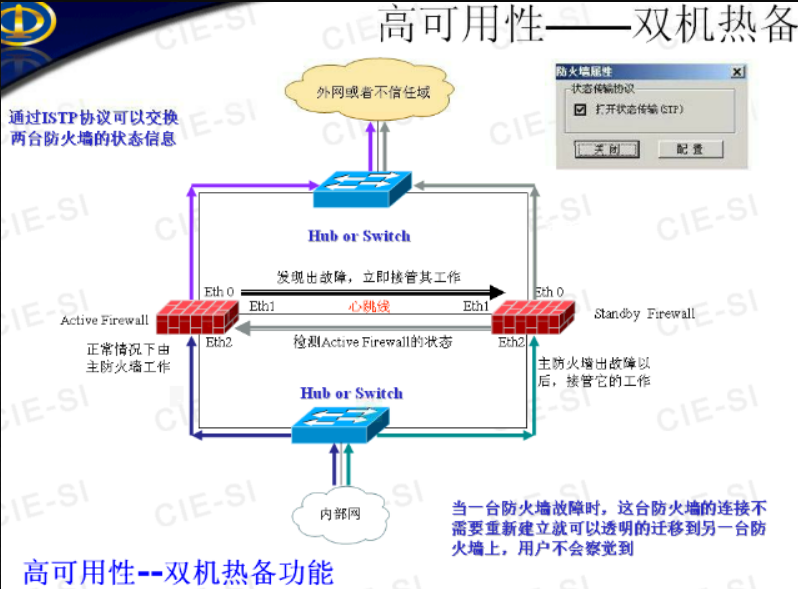 高可用性——双机热备
通过ISTP协议可以交换
两台防火墙的状态信息
外网或者不信任域
防火墙属性
状态传输协议
打开状态传输(STP)
关闭
配置
Hub or Switch
发现出故障，立即接管其工作
Eth 0
Eth 0
Eth1
心跳线
Eth1
Active Firewall
Standby Firewall
Eth2
检测Active Firewall的状态
Eth2
正常情况下由
主防火墙工作
主防火墙出故障以
后，接管它的工作
Hub or Switch
内部网
当一台防火墙故障时，这台防火墙的连接不
需要重新建立就可以透明的迁移到另一台防
火墙上，用户不会察觉到
高可用性--双机热备功能
CIE-SI